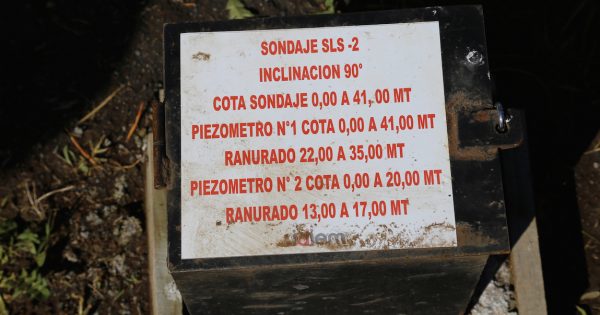 SONDAJE SLS -2
INCLINACION 90°
COTA SONDAJE 0,00 A 41,.00 MT
PIEZOMETRO N°1 COTA 0,00 A 41,00 MT
RANURADO 22,00 A 35,00 MT
PIEZOMETRO N° 2 COTA 0,00 A 20,00 MT
RANURADO 13,00 A 17,00 MT